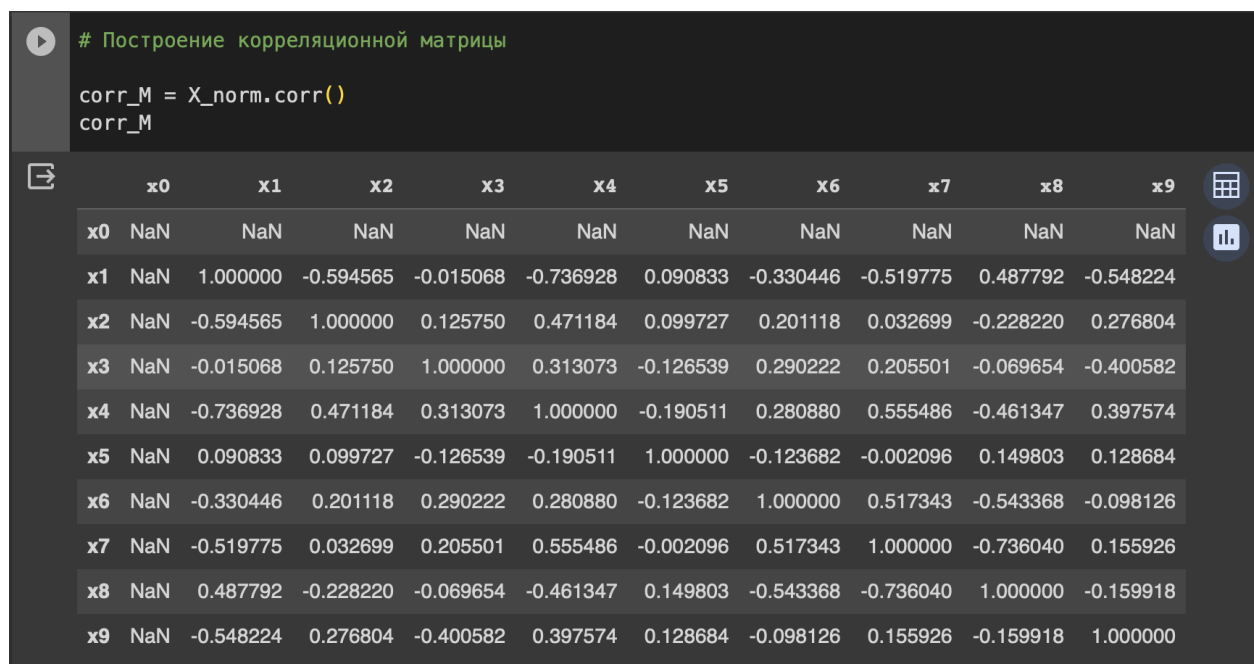 # Построение корреляционной матрицы
corr_M = X_norm.corr()
corr_M
x0 x1 x2 x3 x4 x5 x6 x7 x8 x9
x0 NaN NaN NaN NaN NaN NaN NaN NaN NaN NaN
x1 NaN 1.000000 -0.594565 -0.015068 -0.736928 0.090833 -0.330446 -0.519775 0.487792 -0.548224
x2 NaN -0.594565 1.000000 0.125750 0.471184 0.099727 0.201118 0.032699 -0.228220 0.276804
x3 NaN -0.015068 0.125750 1.000000 0.313073 -0.126539 0.290222 0.205501 -0.069654 -0.400582
x4 NaN -0.736928 0.471184 0.313073 1.000000 -0.190511 0.280880 0.555486 -0.461347 0.397574
x5 NaN 0.090833 0.099727 -0.126539 -0.190511 1.000000 -0.123682 -0.002096 0.149803 0.128684
x6 NaN -0.330446 0.201118 0.290222 0.280880 -0.123682 1.000000 0.517343 -0.543368 -0.098126
x7 NaN -0.519775 0.032699 0.205501 0.555486 -0.002096 0.517343 1.000000 -0.736040 0.155926
x8 NaN 0.487792 -0.228220 -0.069654 -0.461347 0.149803 -0.543368 -0.736040 1.000000 -0.159918
x9 NaN -0.548224 0.276804 -0.400582 0.397574 0.128684 -0.098126 0.155926 -0.159918 1.000000